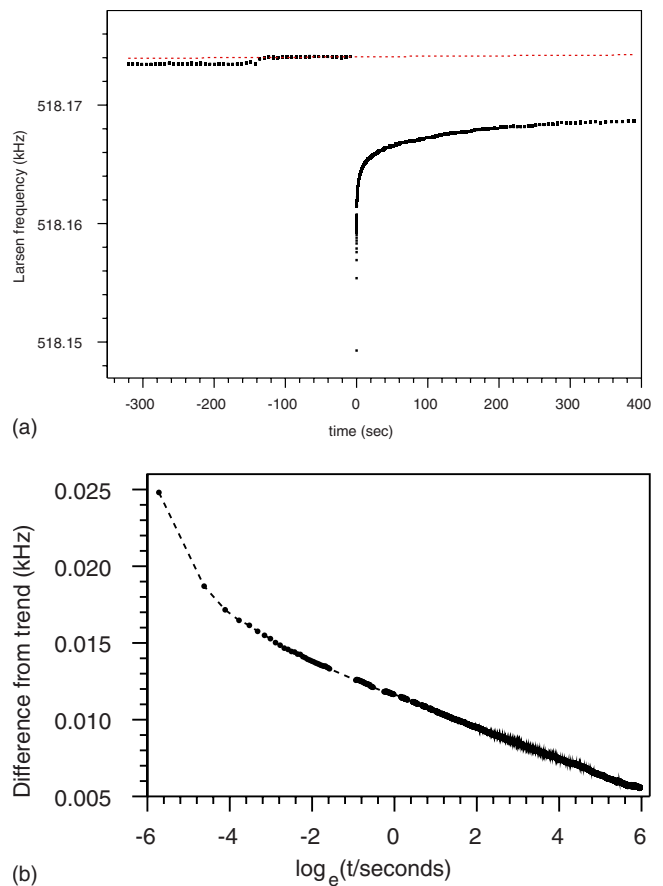 518.17
518.16
518.15
Larsen frequency (kHz)
-300 -200 -100 0 100 200 300 400
time (sec)
(a)
0.025
0.020
0.015
0.010
0.005
Difference from trend (kHz)
-6 -4 -2 0 2 4 6
log_e(t/seconds)
(b)